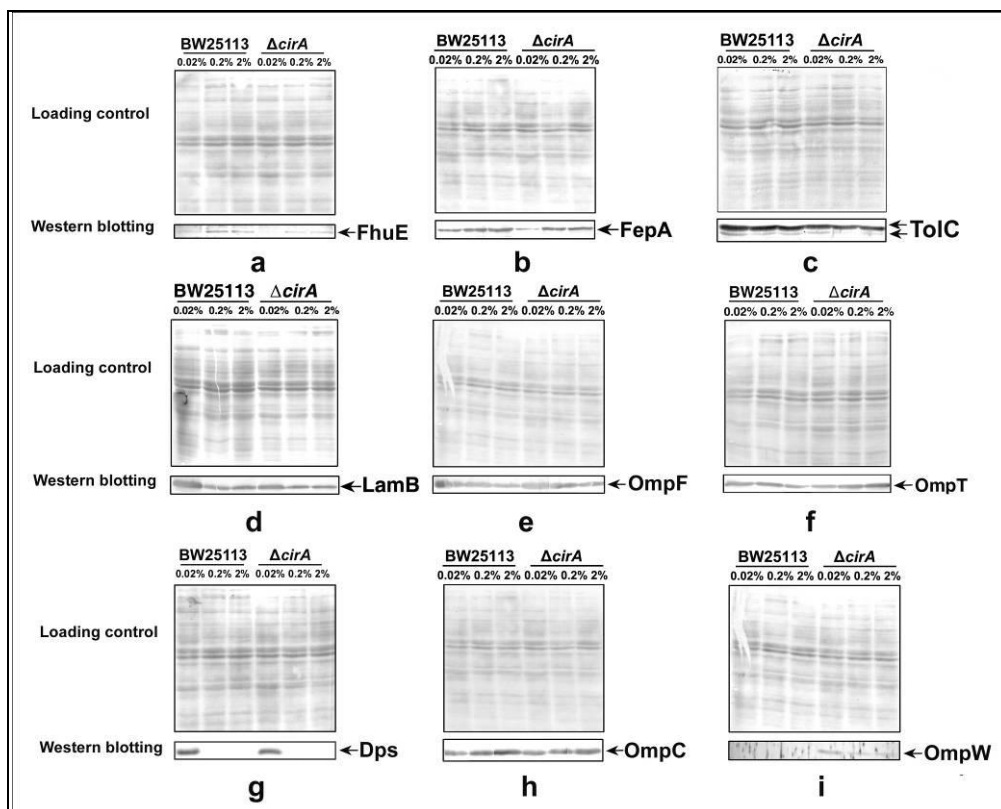 BW25113 ΔcirA BW25113 ΔcirA BW25113 ΔcirA
0.02% 0.2% 2% 0.02% 0.2% 2% 0.02% 0.2% 2% 0.02% 0.2% 2% 0.02% 0.2% 2% 0.02% 0.2% 2%
Loading control
Western blotting FhuE FepA TolC
a b c
BW25113 ΔcirA BW25113 ΔcirA BW25113 ΔcirA
0.02% 0.2% 2% 0.02% 0.2% 2% 0.02% 0.2% 2% 0.02% 0.2% 2% 0.02% 0.2% 2% 0.02% 0.2% 2%
Loading control
Western blotting LamB OmpF OmpT
d e f
BW25113 ΔcirA BW25113 ΔcirA BW25113 ΔcirA
0.02% 0.2% 2% 0.02% 0.2% 2% 0.02% 0.2% 2% 0.02% 0.2% 2% 0.02% 0.2% 2% 0.02% 0.2% 2%
Loading control
Western blotting Dps OmpC OmpW
g h i